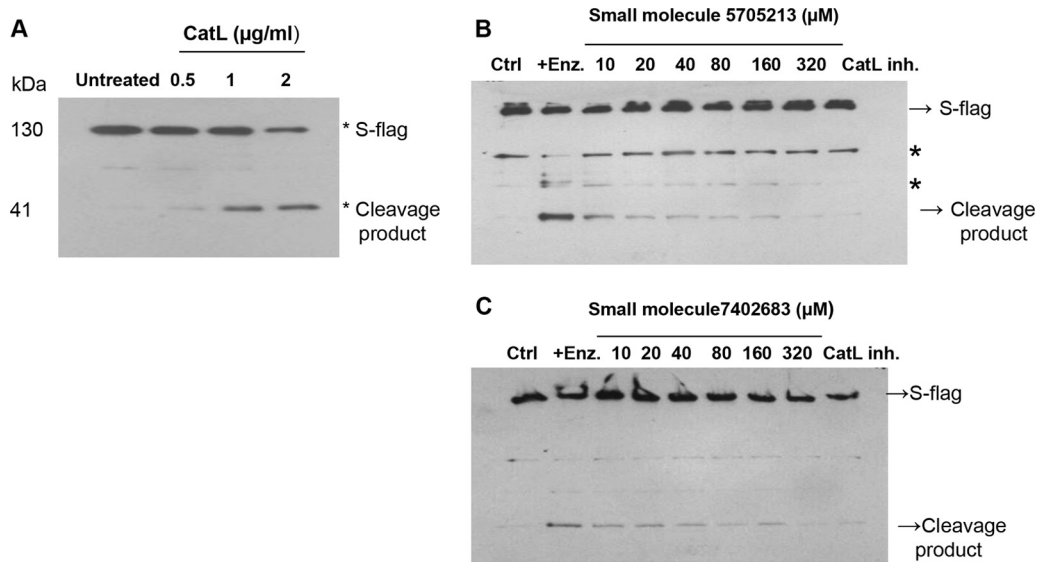 A
CatL (µg/ml)
kDa
Untreated 0.5 1 2
130
* S-flag
41
* Cleavage
product
B
Small molecule 5705213 (µM)
Ctrl +Enz. 10 20 40 80 160 320 CatL inh.
→ S-flag
*
*
→ Cleavage
product
C
Small molecule7402683 (µM)
Ctrl +Enz. 10 20 40 80 160 320 CatL inh.
→S-flag
→Cleavage
product